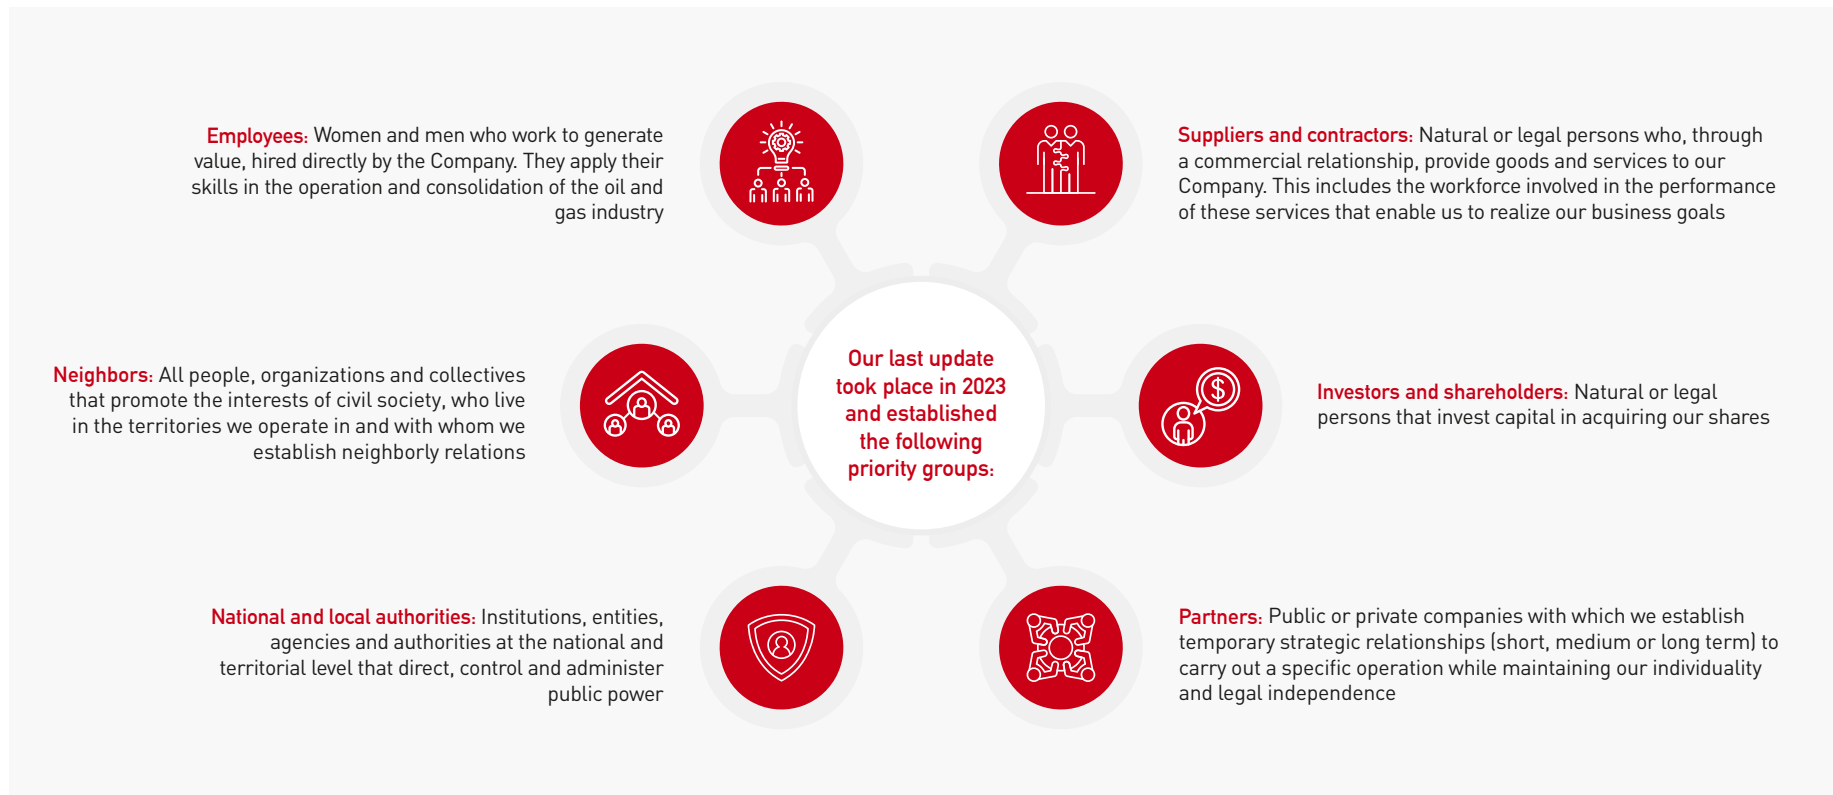 Employees: Women and men who work to generate
value, hired directly by the Company. They apply their
skills in the operation and consolidation of the oil and
gas industry
Suppliers and contractors: Natural or legal persons who, through
a commercial relationship, provide goods and services to our
Company. This includes the workforce involved in the performance
of these services that enable us to realize our business goals
Neighbors: All people, organizations and collectives
that promote the interests of civil society, who live
in the territories we operate in and with whom we
establish neighborly relations
Our last update
took place in 2023
and established
the following
priority groups:
$
Investors and shareholders: Natural or legal
persons that invest capital in acquiring our shares
National and local authorities: Institutions, entities,
agencies and authorities at the national and
territorial level that direct, control and administer
public power
Partners: Public or private companies with which we establish
temporary strategic relationships (short, medium or long term) to
carry out a specific operation while maintaining our individuality
and legal independence